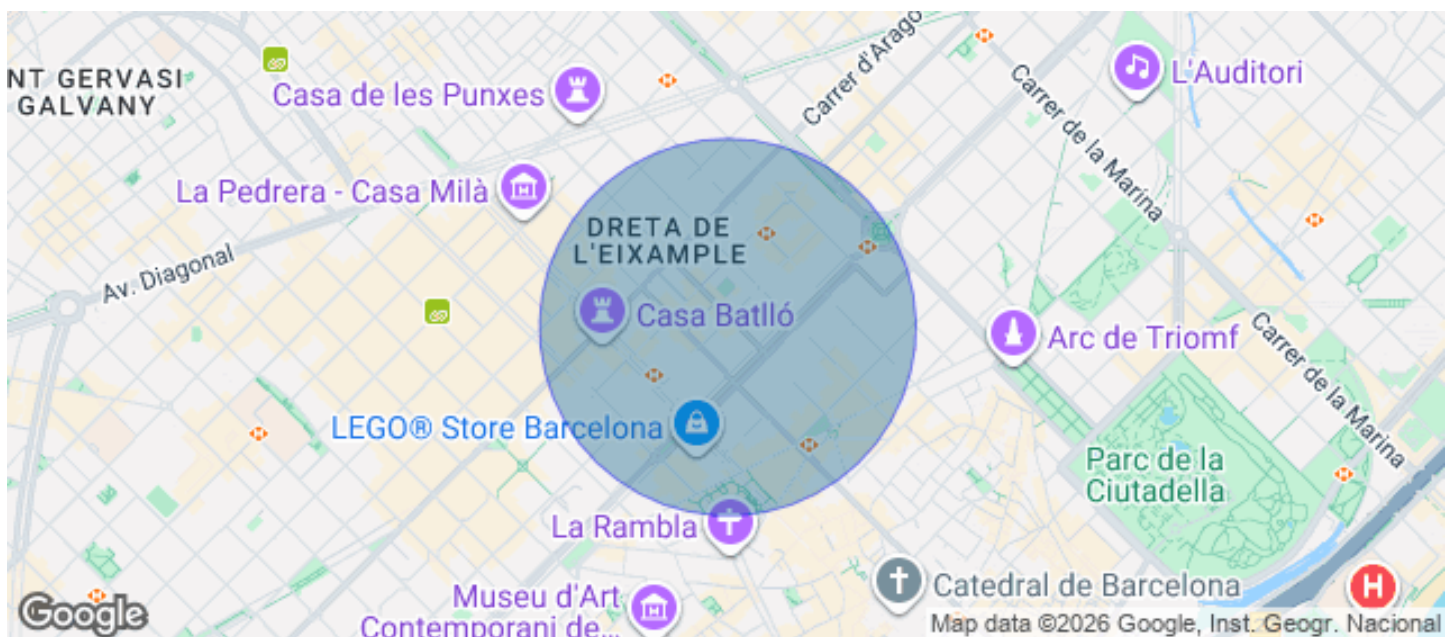 NT GERVASI
GALVANY
Casa de les Punxes
Carrer d'Arago
L'Auditori
Carrer de la Marina
La Pedrera - Casa Milà
DRETA DE
L'EIXAMPLE
Av. Diagonal
Casa Batlló
Arc de Triomf
Carrer de la Marina
LEGO® Store Barcelona
Parc de la
Ciutadella
La Rambla
Catedral de Barcelona
H
Museu d'Art
Contemporani de...
Google
Map data ©2026 Google, Inst. Geogr. Nacional